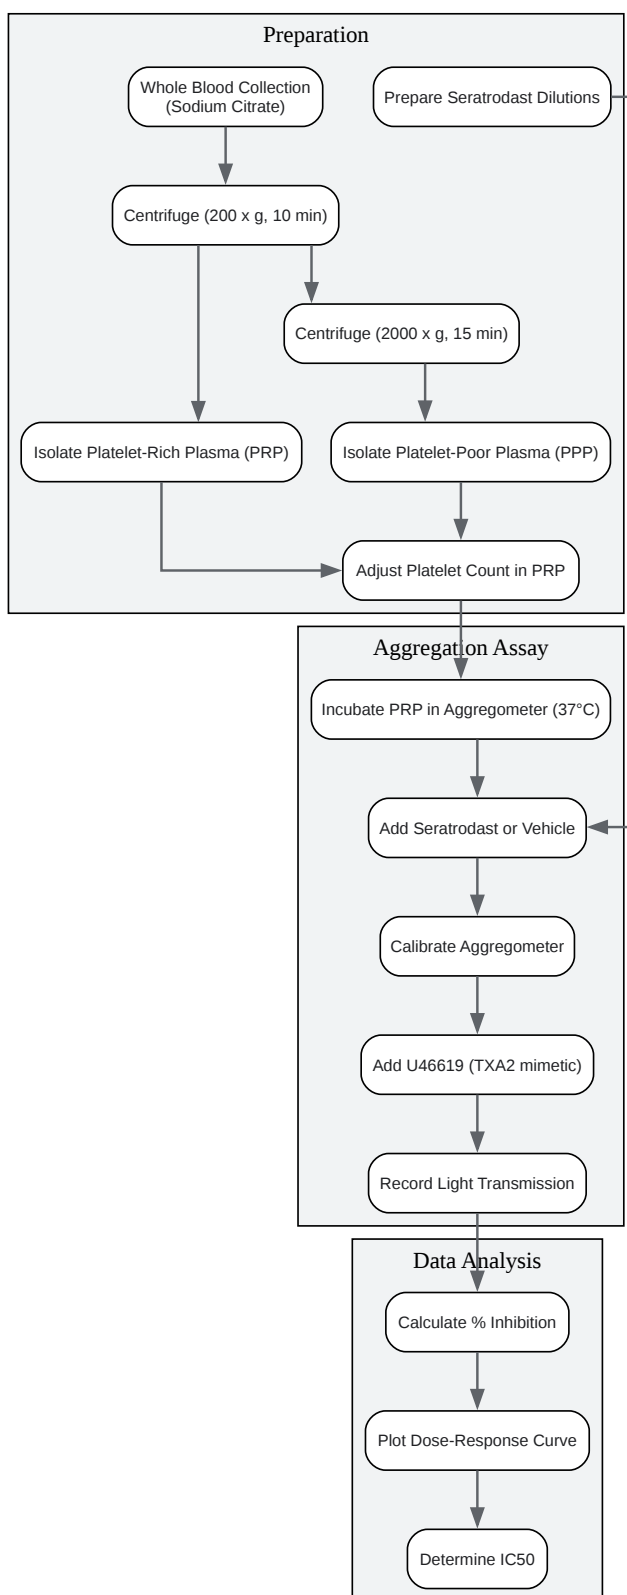 Preparation
Whole Blood Collection
(Sodium Citrate)
Prepare Seratrodast Dilutions
Centrifuge (200 x g, 10 min)
Centrifuge (2000 x g, 15 min)
Isolate Platelet-Rich Plasma (PRP)
Isolate Platelet-Poor Plasma (PPP)
Adjust Platelet Count in PRP
Aggregation Assay
Incubate PRP in Aggregometer (37°C)
Add Seratrodast or Vehicle
Calibrate Aggregometer
Add U46619 (TXA2 mimetic)
Record Light Transmission
Data Analysis
Calculate % Inhibition
Plot Dose-Response Curve
Determine IC50